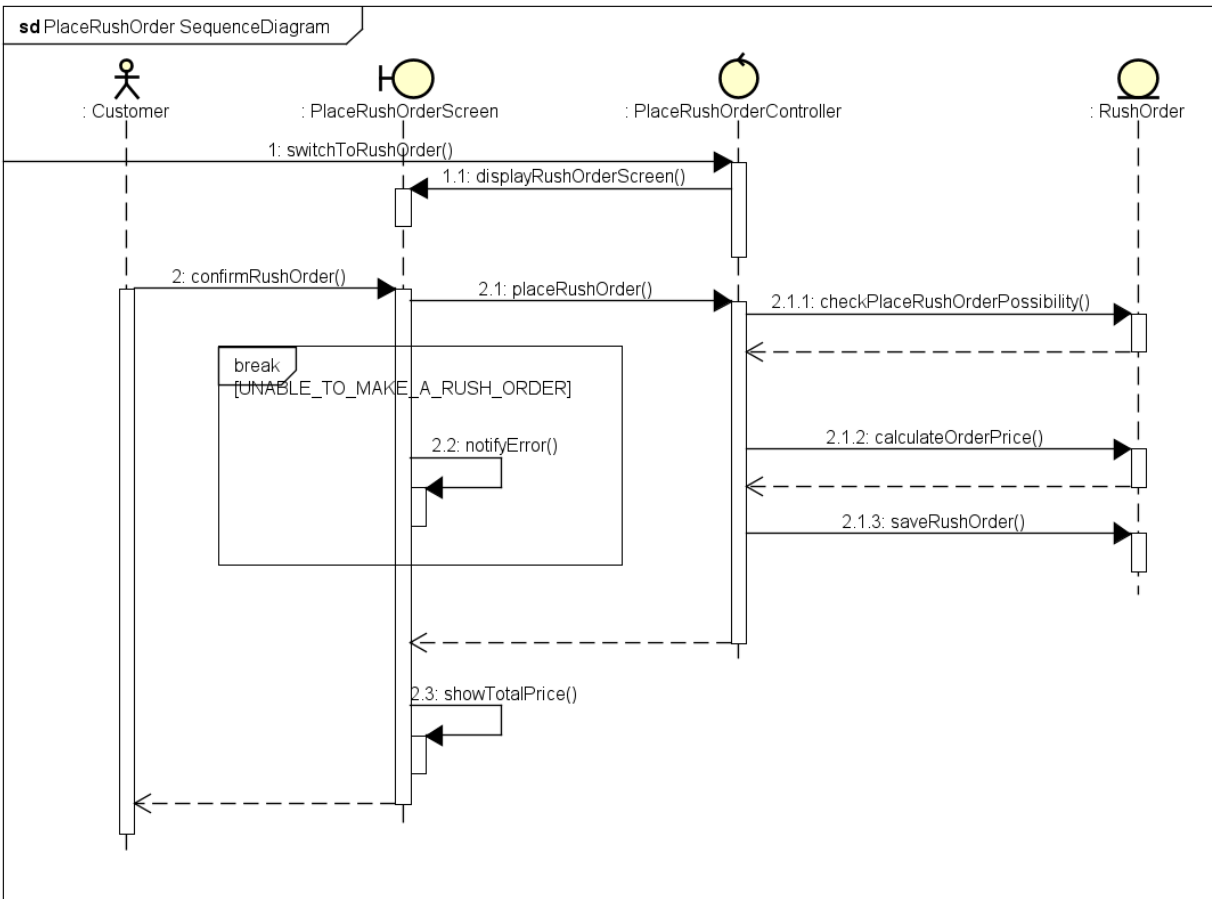 sd PlaceRushOrder SequenceDiagram
: Customer
: PlaceRushOrderScreen
: PlaceRushOrderController
: RushOrder
1: switchToRushOrder()
1.1: displayRushOrderScreen()
2: confirmRushOrder()
2.1: placeRushOrder()
2.1.1: checkPlaceRushOrderPossibility()
break
[UNABLE_TO_MAKE_A_RUSH_ORDER]
2.2: notifyError()
2.1.2: calculateOrderPrice()
2.1.3: saveRushOrder()
2.3: showTotalPrice()